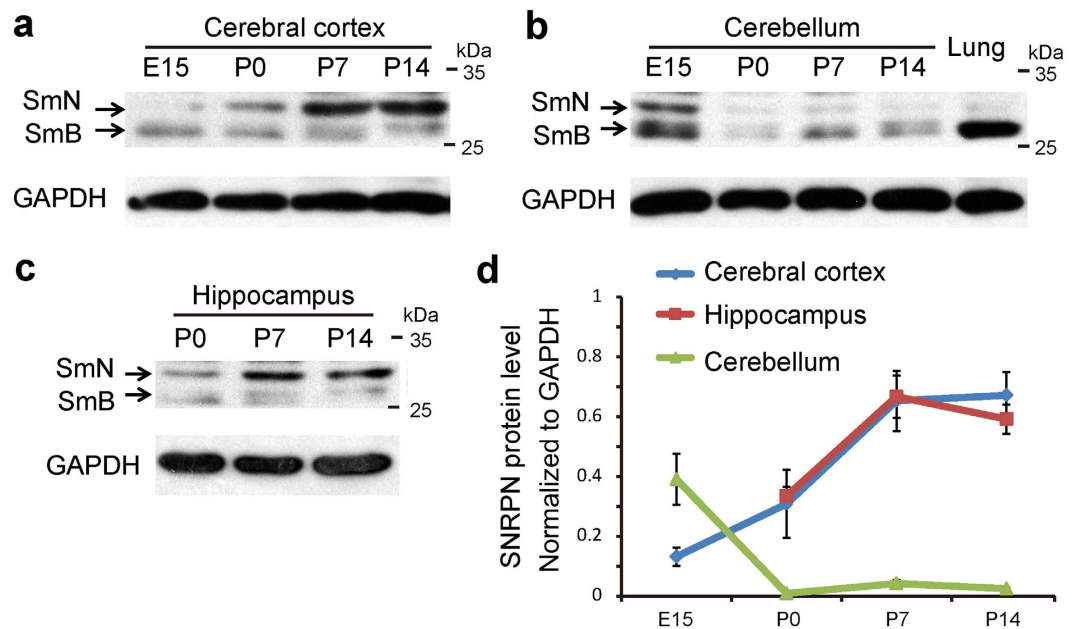 a
Cerebral cortex
kDa
E15 P0 P7 P14
35
SmN
SmB
25
GAPDH
b
Cerebellum
Lung
kDa
E15 P0 P7 P14
35
SmN
SmB
25
GAPDH
c
Hippocampus
kDa
P0 P7 P14
35
SmN
SmB
25
GAPDH
d
Cerebral cortex
Hippocampus
Cerebellum
SNRPN protein level
Normalized to GAPDH
1
0.8
0.6
0.4
0.2
0
E15 P0 P7 P14